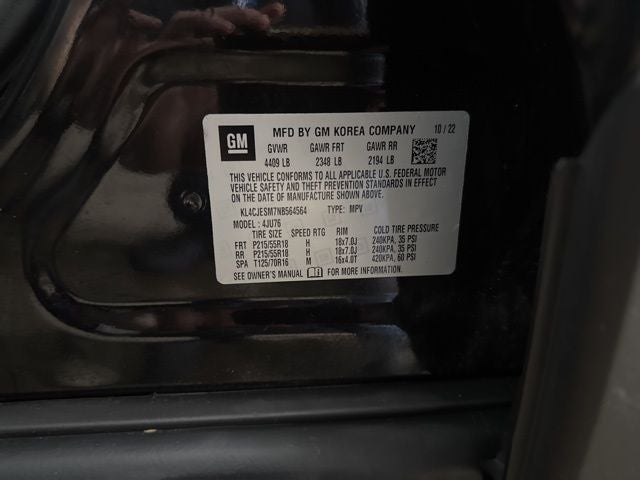 GM MFD BY GM KOREA COMPANY 10/22
GVWR GAWR FRT GAWR RR
4409 LB 2348 LB 2194 LB
THIS VEHICLE CONFORMS TO ALL APPLICABLE U.S. FEDERAL MOTOR
VEHICLE SAFETY AND THEFT PREVENTION STANDARDS IN EFFECT
ON THE DATE OF MANUFACTURE SHOWN ABOVE.
KL4CJESM7NB564564 TYPE: MPV
MODEL: 4JU76
TIRE SIZE SPEED RTG RIM COLD TIRE PRESSURE
FRT P215/55R18 H 18x7.0J 240KPA, 35 PSI
RR P215/55R18 H 18x7.0J 240KPA, 35 PSI
SPA T125/70R16 M 16x4.0T 420KPA, 60 PSI
SEE OWNER'S MANUAL FOR MORE INFORMATION.